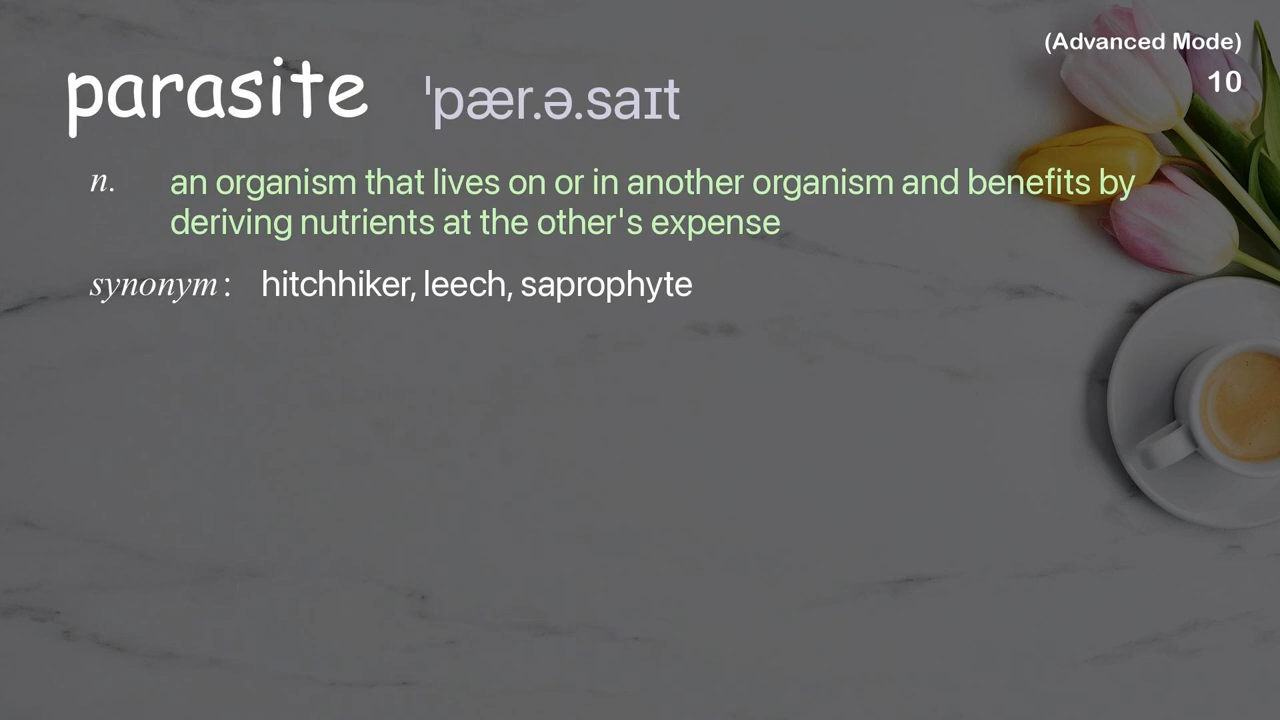 (Advanced Mode)
parasite ˈpær.ə.saɪt
10
n. an organism that lives on or in another organism and benefits by
deriving nutrients at the other's expense
synonym : hitchhiker, leech, saprophyte